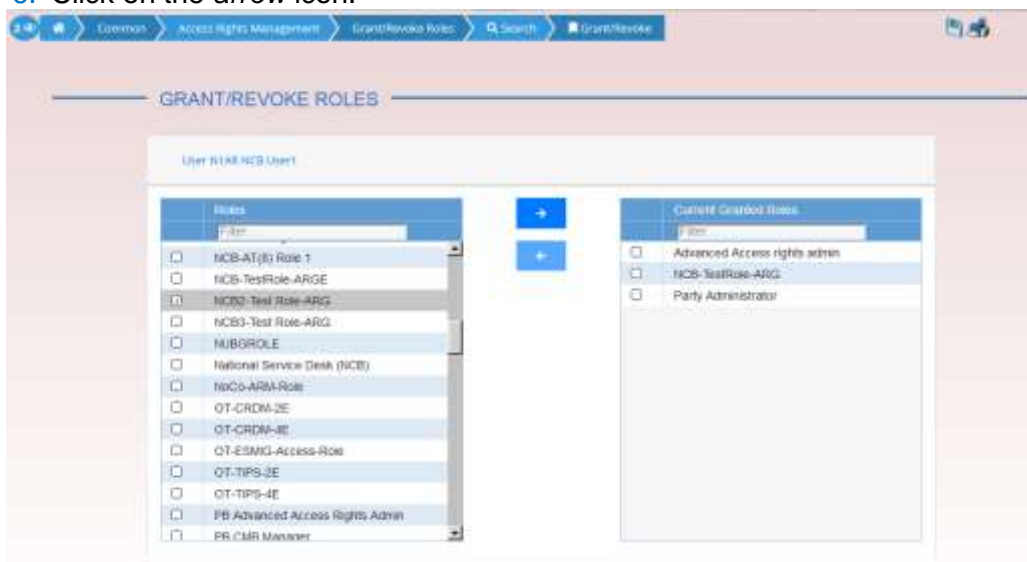 Click on the arrow icon.
Common Access Rights Management Grant/Revoke Roles Search Grant/Revoke
GRANT/REVOKE ROLES
User NCB User1
Roles
Filter
NCB-AT(8) Role 1
NCB-TestRole-ARGE
NCB2-Test Role-ARG
NCB3-Test Role-ARG
NUBGROLE
National Service Desk (NCB)
NoCo-ARM-Role
OT-CRDM-2E
OT-CRDM-4E
OT-ESMIG-Access-Role
OT-TIPS-2E
OT-TIPS-4E
PB Advanced Access Rights Admin
PB CMB Manager
Current Granted Roles
Filter
Advanced Access rights admin
NCB-TestRole-ARG
Party Administrator